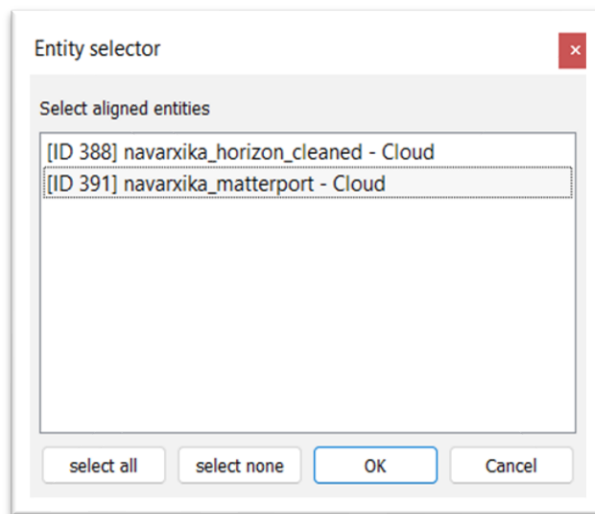 Entity selector
×
Select aligned entities
[ID 388] navarxika_horizon_cleaned - Cloud
[ID 391] navarxika_matterport - Cloud
select all
select none
OK
Cancel